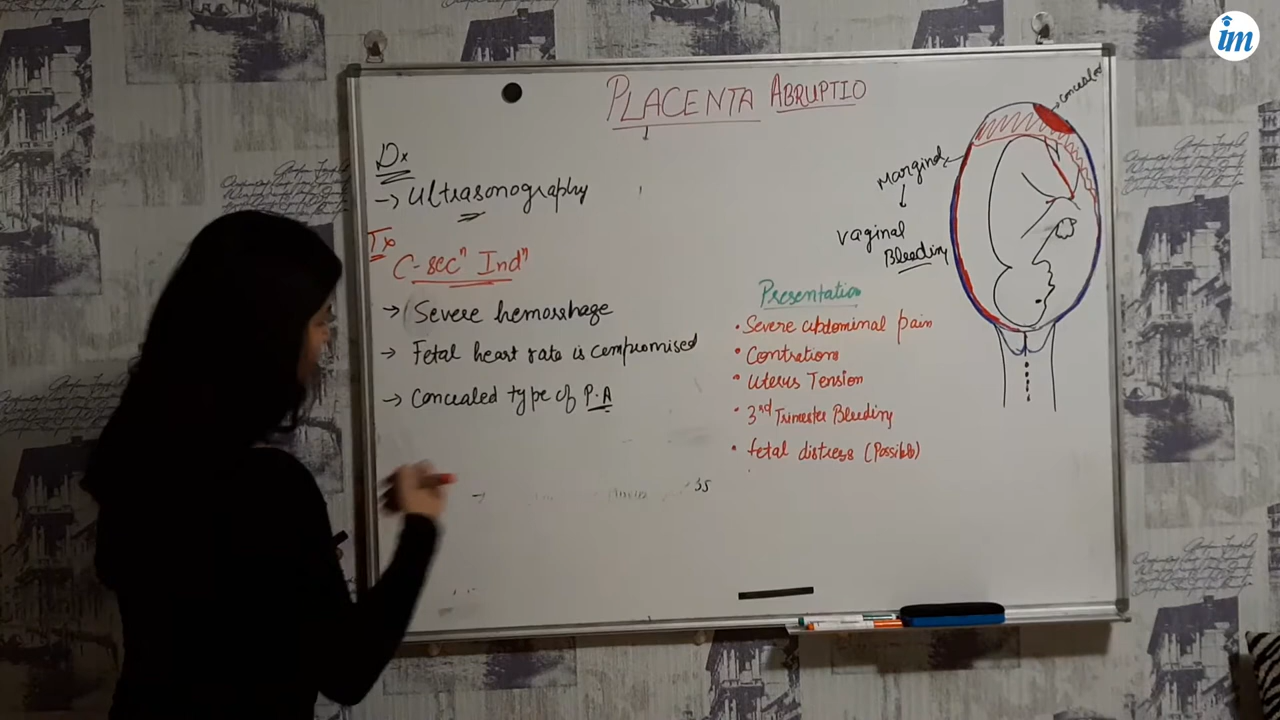 im
PLACENTA ABRUPTIO
Dx
→ Ultrasonography
Tx
C-secⁿ Indⁿ
→ Severe hemorrhage
→ Fetal heart rate is compromised
→ Concealed type of P.A
concealed
Marginal
Vaginal
Bleeding
Presentation
• Severe abdominal pain
• Contration
• Uterus Tension
• 3rd Trimester Bleeding
• fetal distress (Possible)